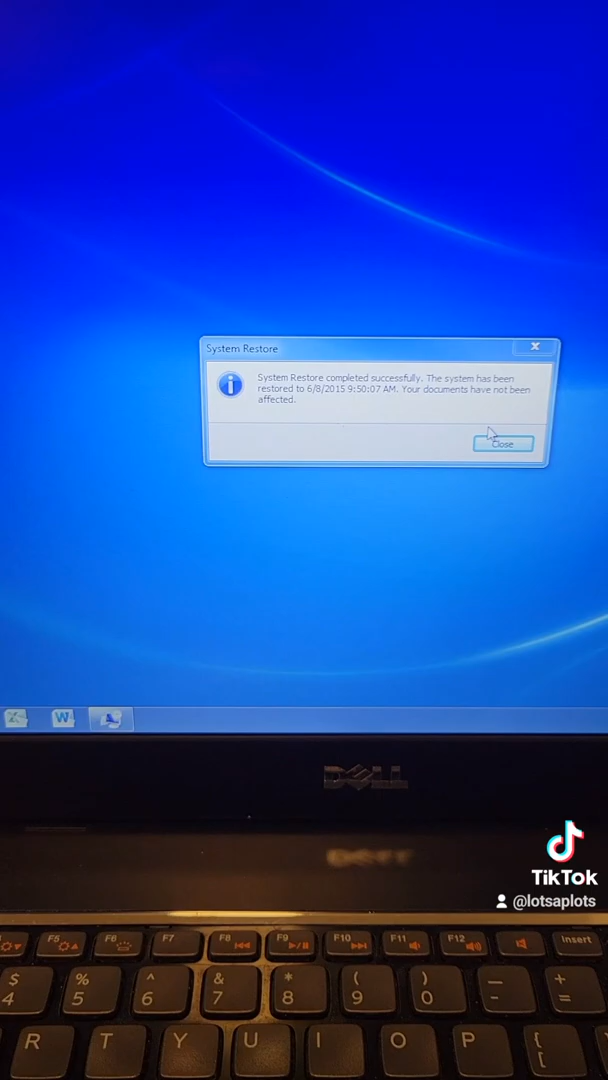 System Restore
System Restore completed successfully. The system has been
restored to 6/8/2015 9:50:07 AM. Your documents have not been
affected.
Close
W
DELL
TikTok
@lotsaplots
F5
F6
F7
F8
F9
F10
F11
F12
Insert
$ % ^ & * ( ) — +
4 5 6 7 8 9 0 - =
R T Y U I O P { [